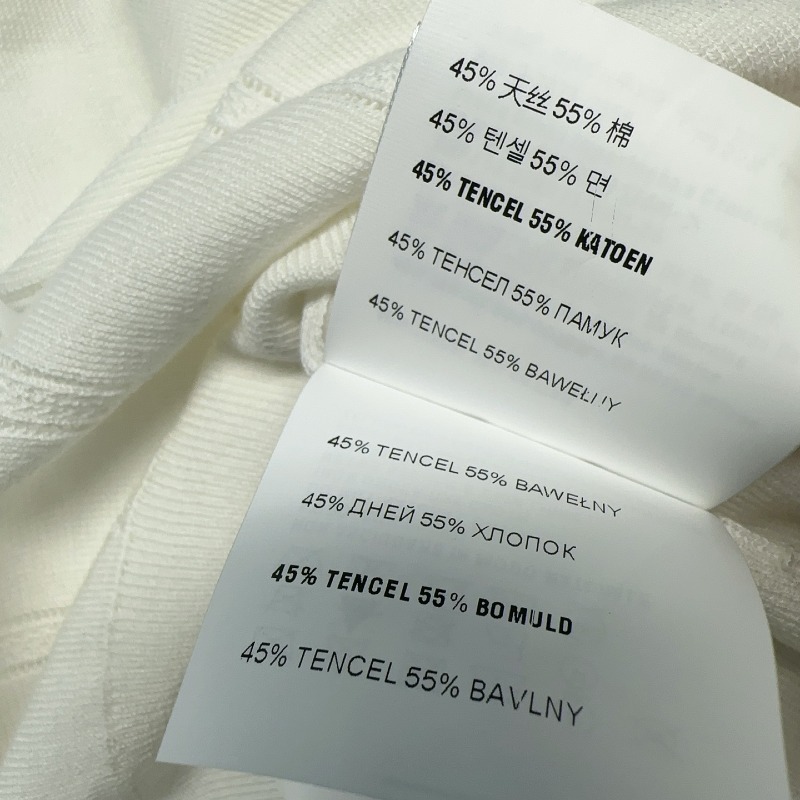 45% 天丝 55% 棉
45% 텐셀 55% 면
45% TENCEL 55% KATOEN
45% ТЕНСЕЛ 55% ПАМУК
45% TENCEL 55% BAWEŁNY
45% TENCEL 55% BAWEŁNY
45% ДНЕЙ 55% ХЛОПОК
45% TENCEL 55% BOMULD
45% TENCEL 55% BAVLNY